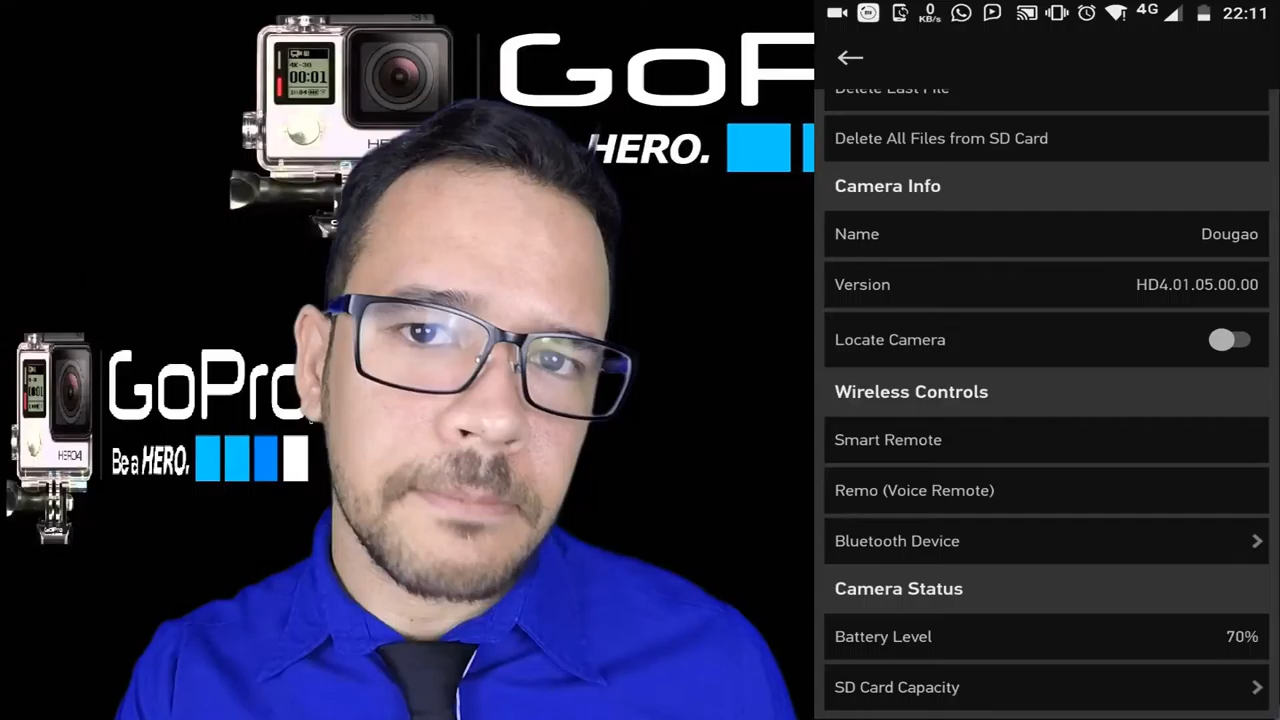 4K-30
00:01
GoP
HERO.
GoPro
HERO4
Be a HERO.
0
KB/s
4G
22:11
Delete Last File
Delete All Files from SD Card
Camera Info
Name
Dougao
Version
HD4.01.05.00.00
Locate Camera
Wireless Controls
Smart Remote
Remo (Voice Remote)
Bluetooth Device
Camera Status
Battery Level
70%
SD Card Capacity